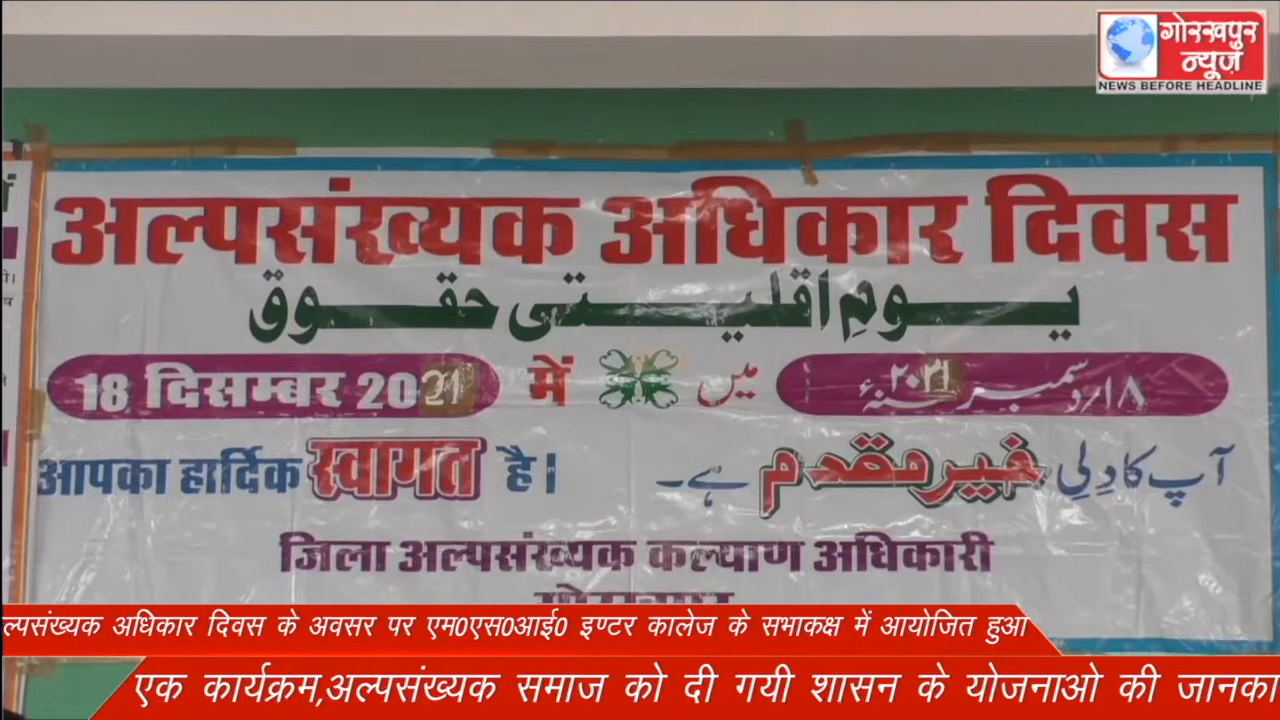 गोरखपुर
न्यूज़
NEWS BEFORE HEADLINE
अल्पसंख्यक अधिकार दिवस
یومِ اقلیتی حقوق
18 दिसम्बर 2021 में میں ۱۸ دسمبر ۲۰۲۱ سنہء
आपका हार्दिक स्वागत है। آپ کا دِلِی خیر مقدم ہے۔
जिला अल्पसंख्यक कल्याण अधिकारी
ल्पसंख्यक अधिकार दिवस के अवसर पर एम0एस0आई0 इण्टर कालेज के सभाकक्ष में आयोजित हुआ
एक कार्यक्रम,अल्पसंख्यक समाज को दी गयी शासन के योजनाओ की जानका